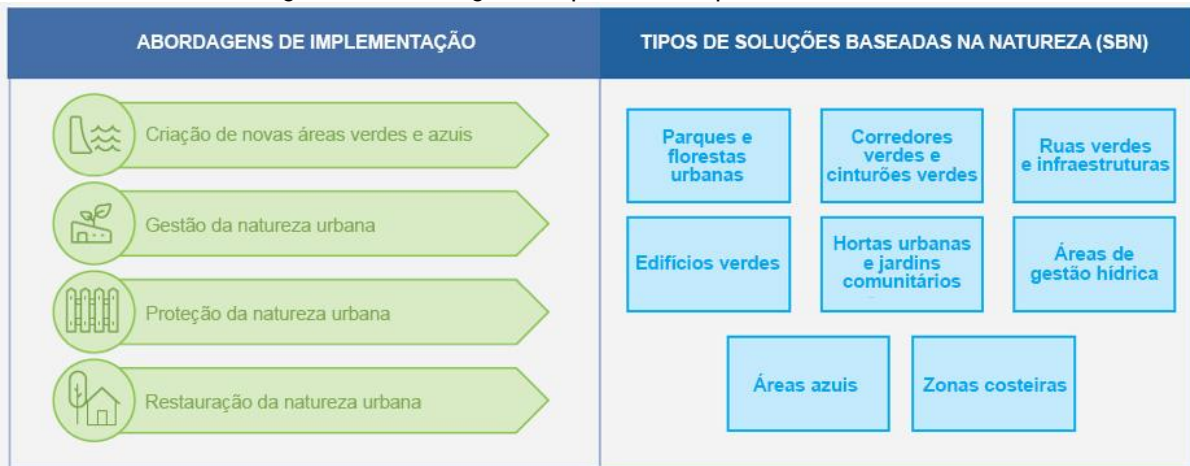 ABORDAGENS DE IMPLEMENTAÇÃO
Criação de novas áreas verdes e azuis
Gestão da natureza urbana
Proteção da natureza urbana
Restauração da natureza urbana
TIPOS DE SOLUÇÕES BASEADAS NA NATUREZA (SBN)
Parques e
florestas
urbanas
Corredores
verdes e
cinturões verdes
Ruas verdes
e infraestruturas
Edifícios verdes
Hortas urbanas
e jardins
comunitários
Áreas de
gestão hídrica
Áreas azuis
Zonas costeiras